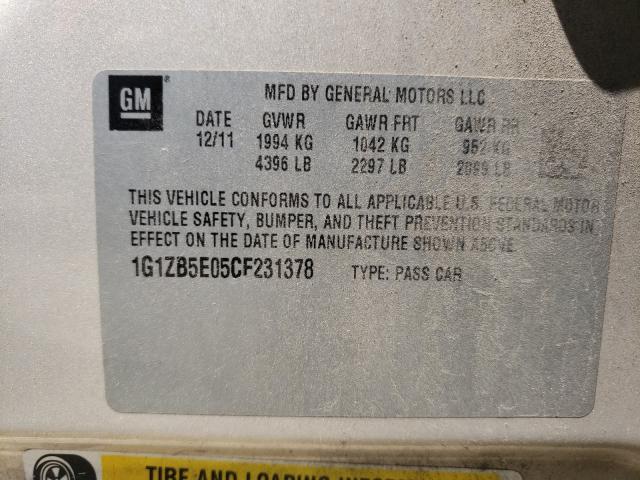 GM
MFD BY GENERAL MOTORS LLC
DATE GVWR GAWR FRT GAWR RR
12/11 1994 KG 1042 KG 952 KG
4396 LB 2297 LB 2099 LB
THIS VEHICLE CONFORMS TO ALL APPLICABLE U.S. FEDERAL MOTOR
VEHICLE SAFETY, BUMPER, AND THEFT PREVENTION STANDARDS IN
EFFECT ON THE DATE OF MANUFACTURE SHOWN ABOVE
1G1ZB5E05CF231378 TYPE: PASS CAR
TIRE AND LOADING INFORMATION